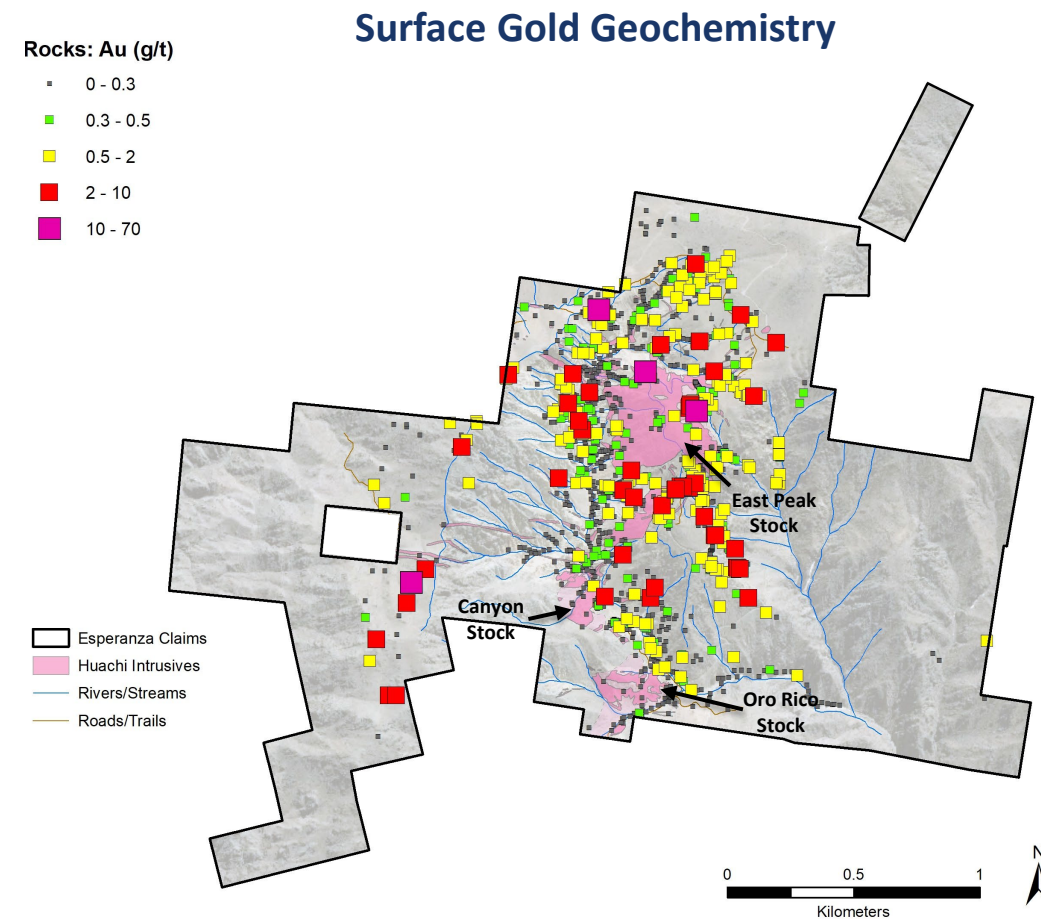 Surface Gold Geochemistry
Rocks: Au (g/t)
0 - 0.3
0.3 - 0.5
0.5 - 2
2 - 10
10 - 70
East Peak
Stock
Canyon
Stock
Oro Rico
Stock
Esperanza Claims
Huachi Intrusives
Rivers/Streams
Roads/Trails
N
0 0.5 1
Kilometers